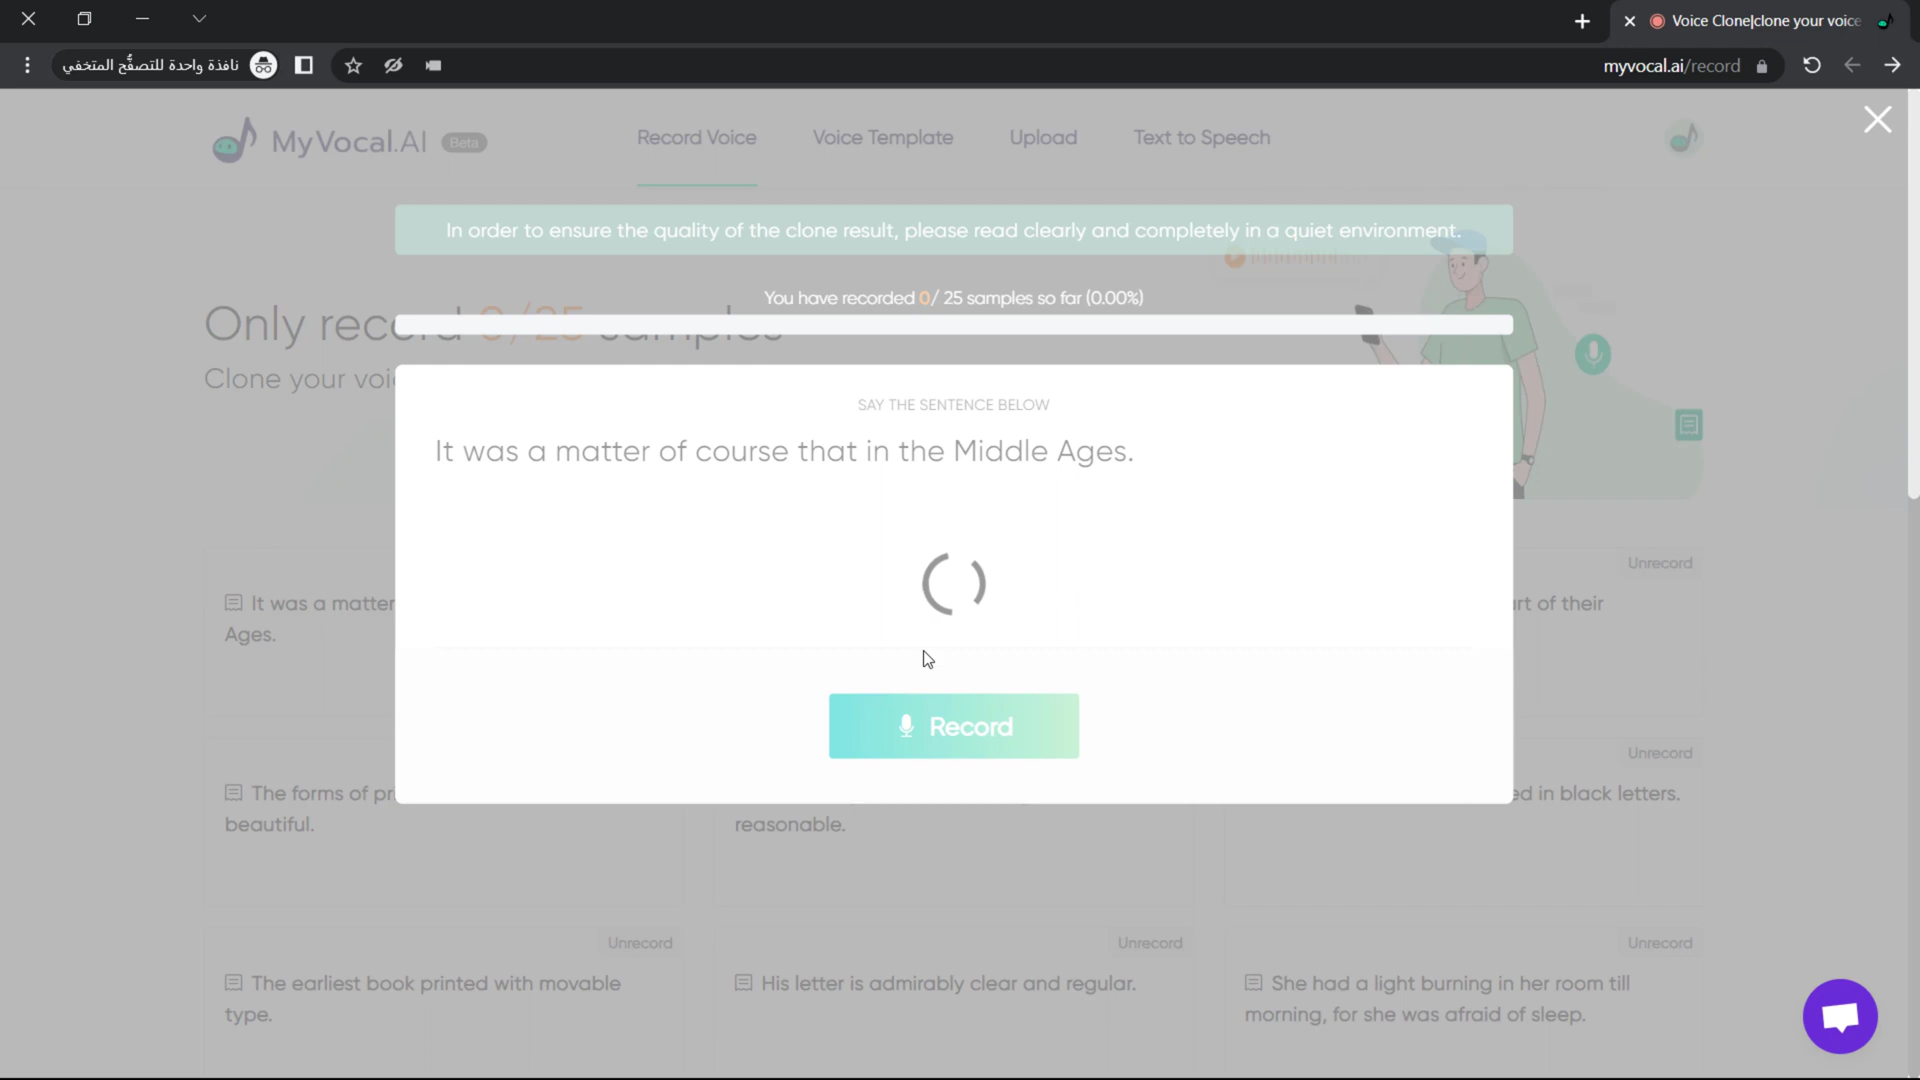 Voice Clone|clone your voice
نافذة واحدة للتصفُّح المتخفي
myvocal.ai/record
MyVocal.AI Beta
Record Voice
Voice Template
Upload
Text to Speech
In order to ensure the quality of the clone result, please read clearly and completely in a quiet environment.
You have recorded 0/ 25 samples so far (0.00%)
Only record 0/25 samples
Clone your voi
SAY THE SENTENCE BELOW
It was a matter of course that in the Middle Ages.
Record
Unrecord
It was a matter
Ages.
art of their
Unrecord
The forms of pr
beautiful.
reasonable.
ed in black letters.
Unrecord
The earliest book printed with movable
type.
Unrecord
His letter is admirably clear and regular.
Unrecord
She had a light burning in her room till
morning, for she was afraid of sleep.